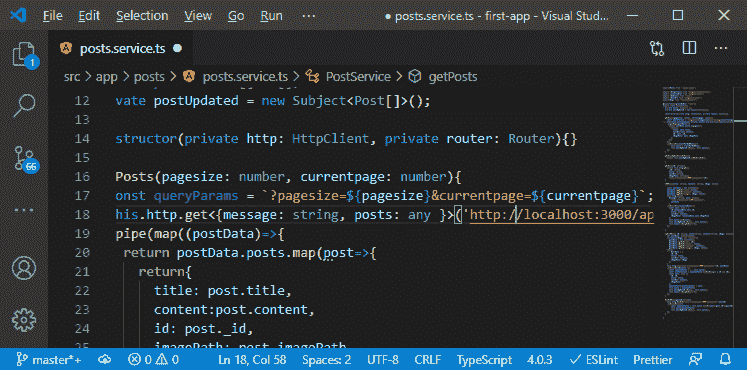 File Edit Selection View Go Run ··· ● posts.service.ts - first-app - Visual Stud...
posts.service.ts ●
src > app > posts > posts.service.ts > PostService > getPosts
12 vate postUpdated = new Subject<Post[]>();
13
14 structor(private http: HttpClient, private router: Router){}
15
16 Posts(pagesize: number, currentpage: number){
17 onst queryParams = `?pagesize=${pagesize}&currentpage=${currentpage}`;
18 his.http.get<{message: string, posts: any }>('http://localhost:3000/ap
19 pipe(map((postData)=>{
20 return postData.posts.map(post=>{
21 return{
22 title: post.title,
23 content:post.content,
24 id: post._id,
25 imagePath: post.imagePath
1
66
master*+ 0 0 Ln 18, Col 58 Spaces: 2 UTF-8 CRLF TypeScript 4.0.3 ESLint Prettier